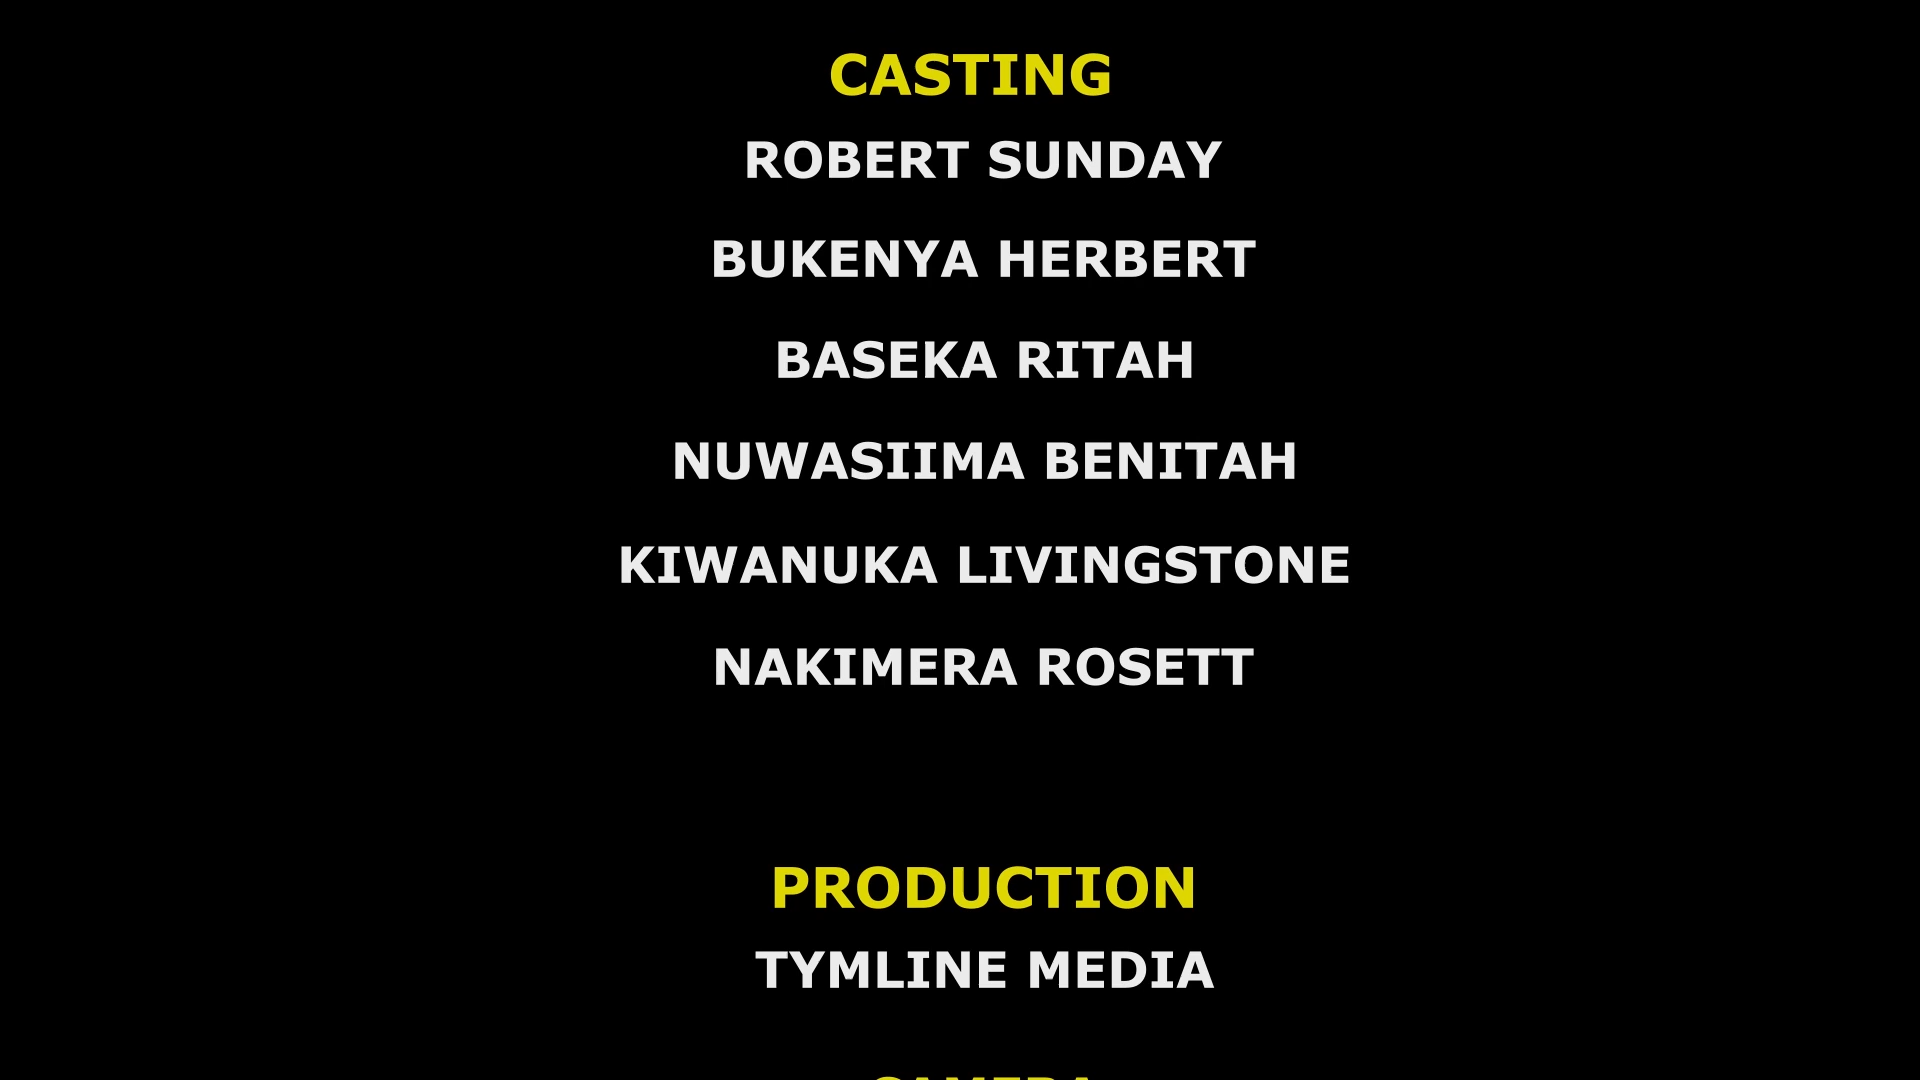 CASTING
ROBERT SUNDAY
BUKENYA HERBERT
BASEKA RITAH
NUWASIIMA BENITAH
KIWANUKA LIVINGSTONE
NAKIMERA ROSETT
PRODUCTION
TYMLINE MEDIA